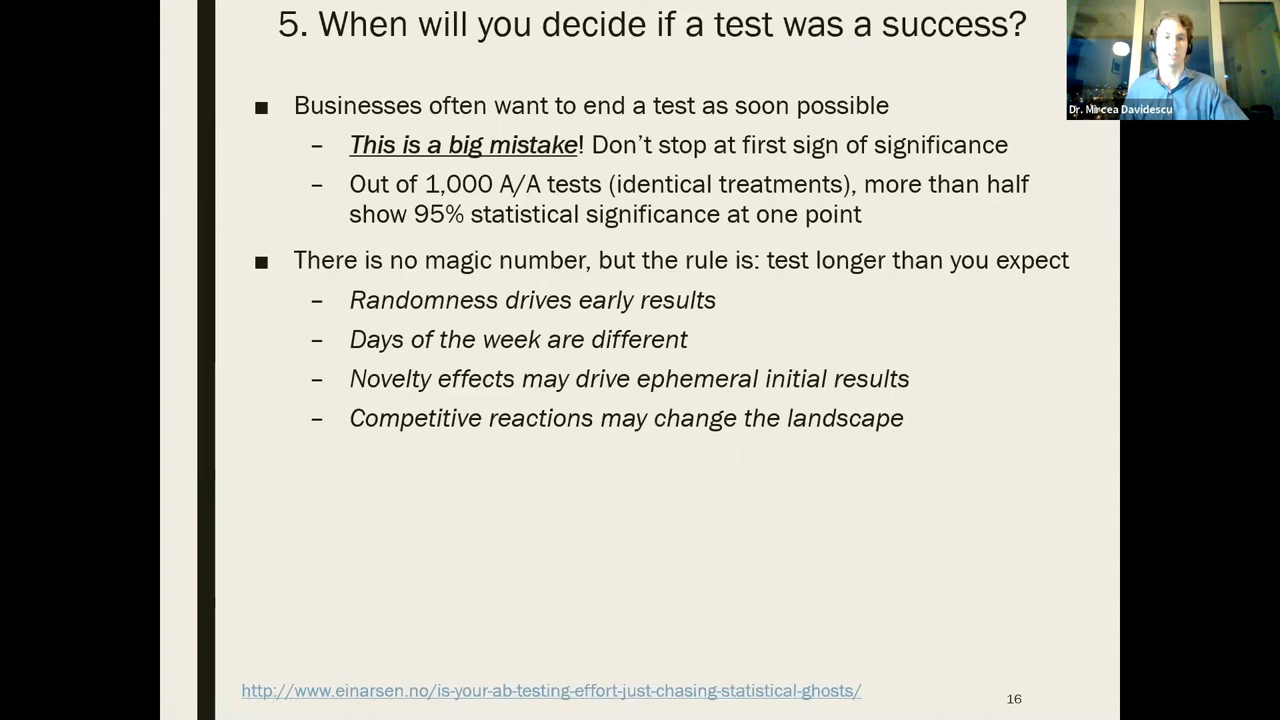 5. When will you decide if a test was a success?
Dr. Mircea Davidescu
■ Businesses often want to end a test as soon possible
– This is a big mistake! Don’t stop at first sign of significance
– Out of 1,000 A/A tests (identical treatments), more than half
show 95% statistical significance at one point
■ There is no magic number, but the rule is: test longer than you expect
– Randomness drives early results
– Days of the week are different
– Novelty effects may drive ephemeral initial results
– Competitive reactions may change the landscape
http://www.einarsen.no/is-your-ab-testing-effort-just-chasing-statistical-ghosts/
16